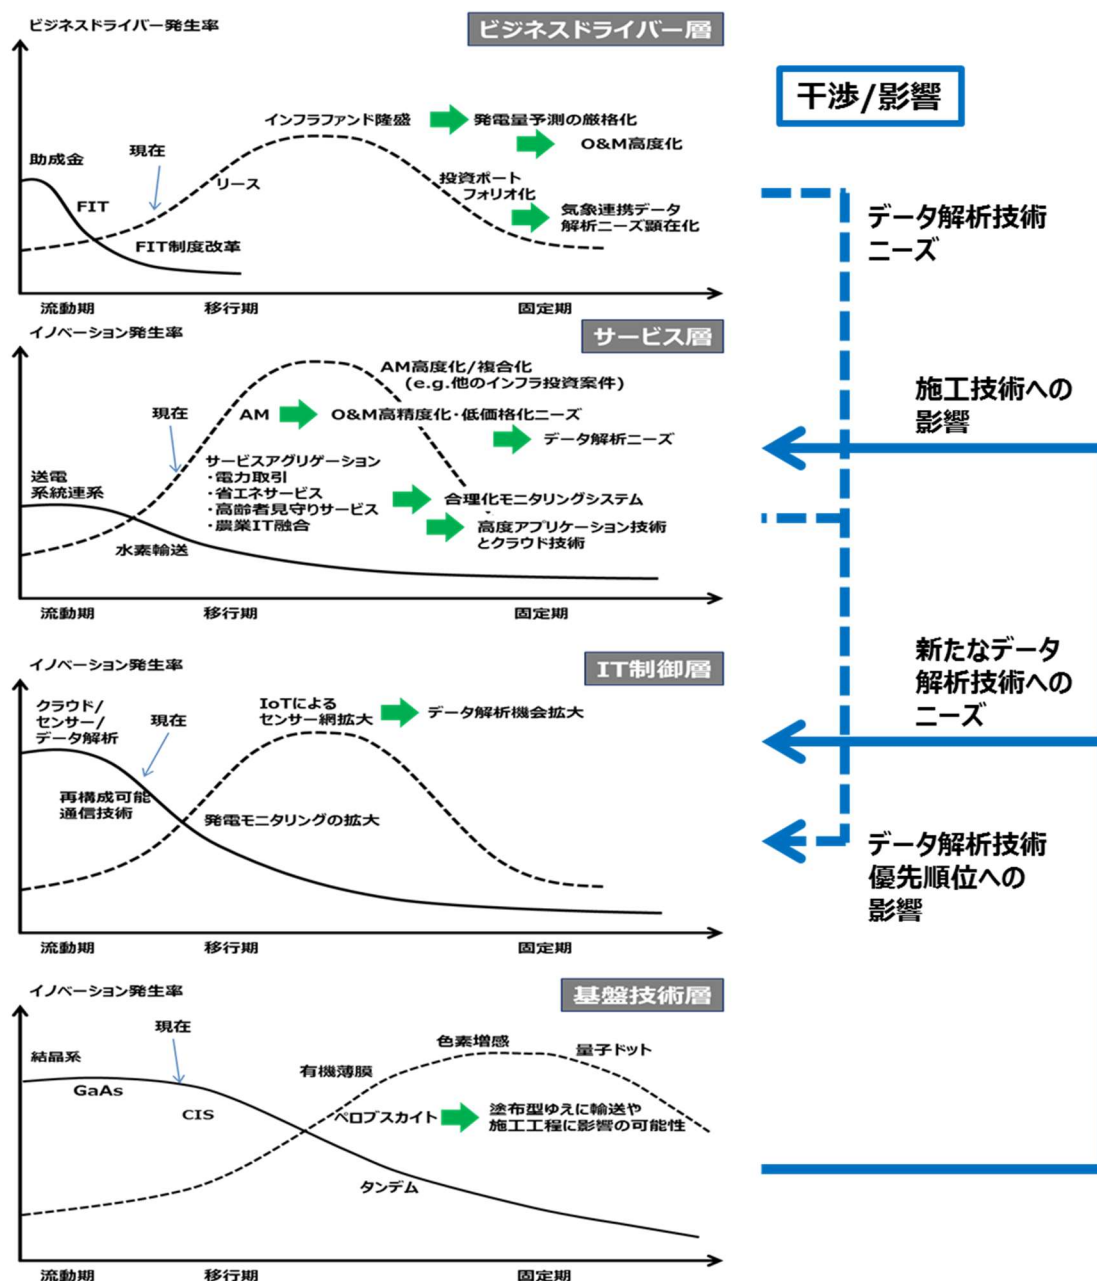 ビジネスドライバー発生率
ビジネスドライバー層
インフラファンド隆盛
発電量予測の厳格化
O&M高度化
現在
助成金
リース
FIT
投資ポート
フォリオ化
気象連携データ
解析ニーズ顕在化
FIT制度改革
流動期
移行期
固定期
イノベーション発生率
サービス層
AM高度化/複合化
(e.g.他のインフラ投資案件)
現在
AM
O&M高精度化・低価格化ニーズ
データ解析ニーズ
サービスアグリゲーション
・電力取引
・省エネサービス
・高齢者見守りサービス
・農業IT融合
送電
系統連系
合理化モニタリングシステム
高度アプリケーション技術
とクラウド技術
水素輸送
流動期
移行期
固定期
イノベーション発生率
IT制御層
クラウド/
センサー/
データ解析
現在
IoTによる
センサー網拡大
データ解析機会拡大
再構成可能
通信技術
発電モニタリングの拡大
流動期
移行期
固定期
イノベーション発生率
基盤技術層
現在
結晶系
GaAs
CIS
有機薄膜
色素増感
量子ドット
ペロブスカイト
塗布型ゆえに輸送や
施工工程に影響の可能性
タンデム
流動期
移行期
固定期
干渉/影響
データ解析技術
ニーズ
施工技術への
影響
新たなデータ
解析技術への
ニーズ
データ解析技術
優先順位への
影響